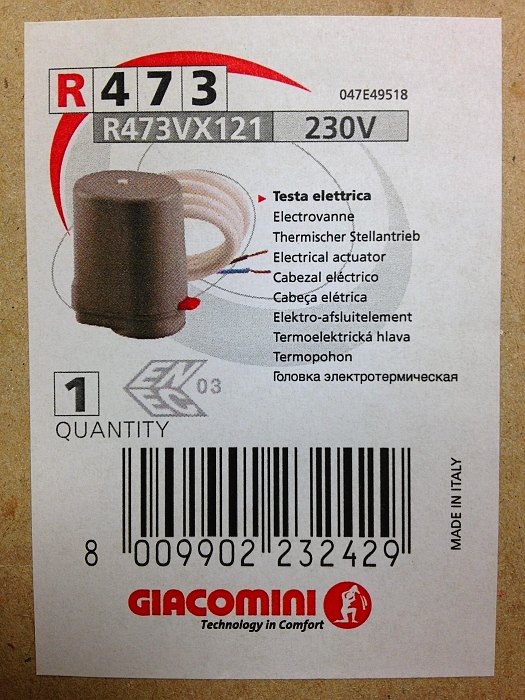 R473
047E49518
R473VX121 230V
Testa elettrica
Electrovanne
Thermischer Stellantrieb
Electrical actuator
Cabezal eléctrico
Cabeça elétrica
Elektro-afsluitelement
Termoelektrická hlava
Termopohon
Головка электротермическая
1
QUANTITY
ENEC 03
MADE IN ITALY
8 009902 232429
GIACOMINI
Technology in Comfort